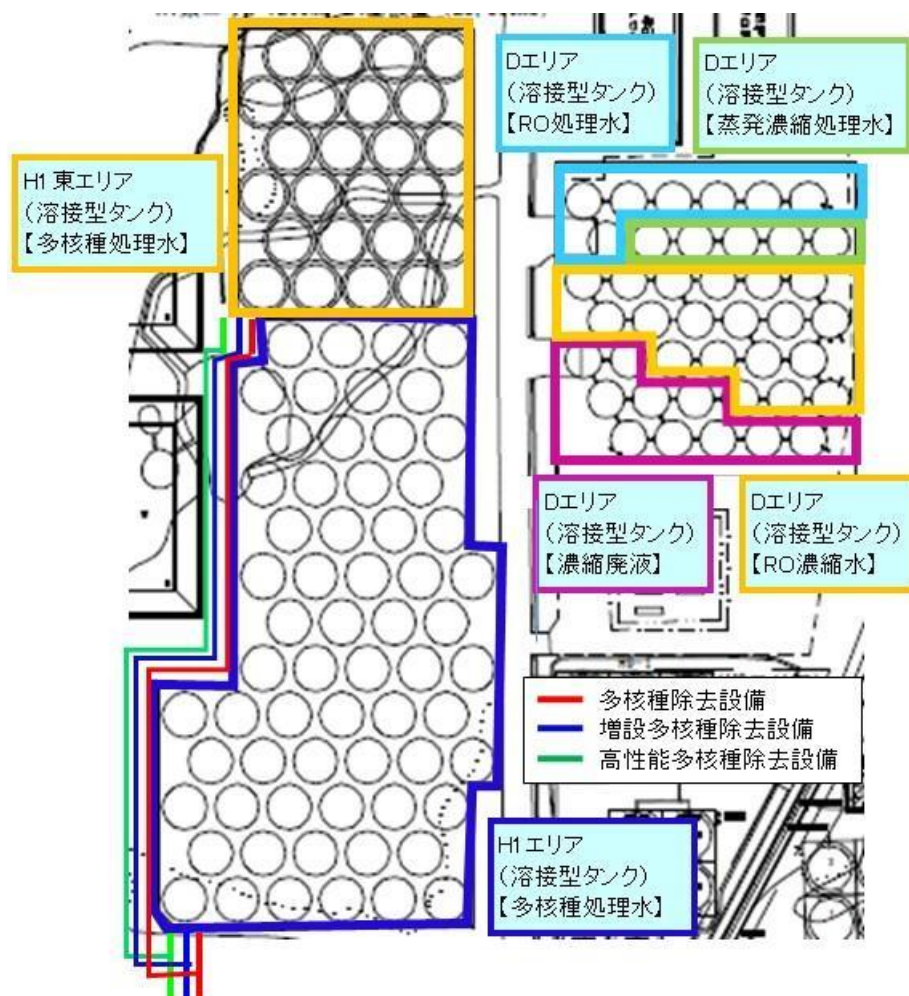 Dエリア
(溶接型タンク)
【RO処理水】
Dエリア
(溶接型タンク)
【蒸発濃縮処理水】
H1 東エリア
(溶接型タンク)
【多核種処理水】
Dエリア
(溶接型タンク)
【濃縮廃液】
Dエリア
(溶接型タンク)
【RO濃縮水】
多核種除去設備
増設多核種除去設備
高性能多核種除去設備
H1エリア
(溶接型タンク)
【多核種処理水】